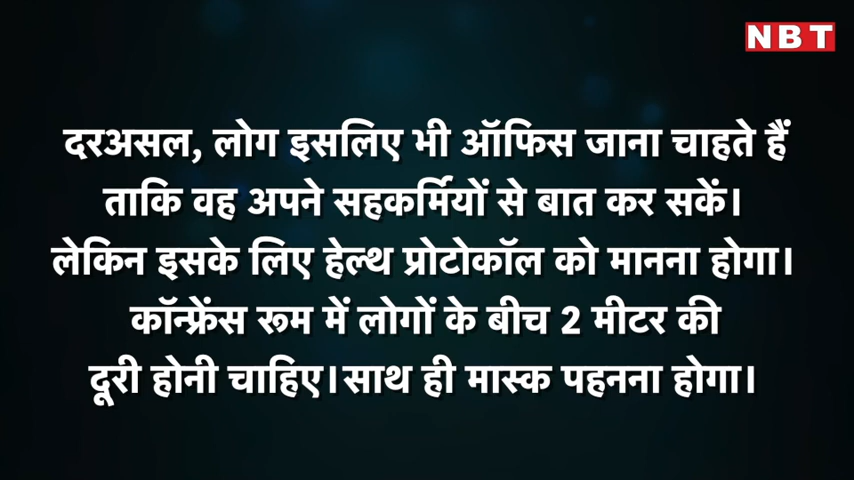 NBT
दरअसल, लोग इसलिए भी ऑफिस जाना चाहते हैं
ताकि वह अपने सहकर्मियों से बात कर सकें।
लेकिन इसके लिए हेल्थ प्रोटोकॉल को मानना होगा।
कॉन्फ्रेंस रूम में लोगों के बीच 2 मीटर की
दूरी होनी चाहिए।साथ ही मास्क पहनना होगा।